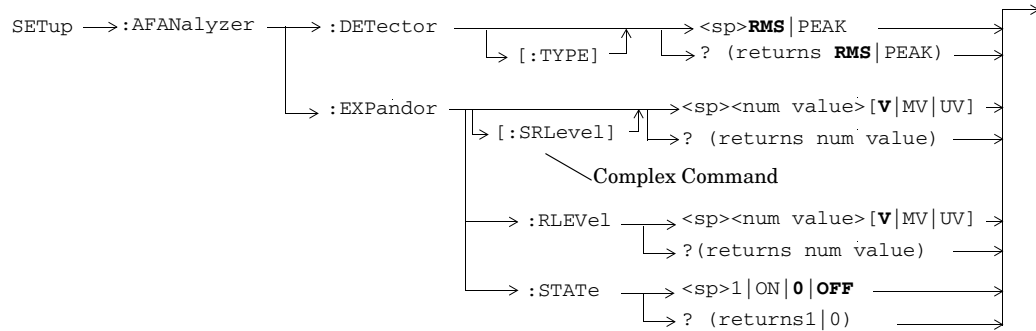 SETup :AFANalyzer :DETector <sp>RMS|PEAK
[:TYPE] ? (returns RMS|PEAK)
:EXPandor <sp><num value>[V|MV|UV]
[:SRLevel] ? (returns num value)
Complex Command
:RLEVel <sp><num value>[V|MV|UV]
?(returns num value)
:STATe <sp>1|ON|0|OFF
? (returns1|0)